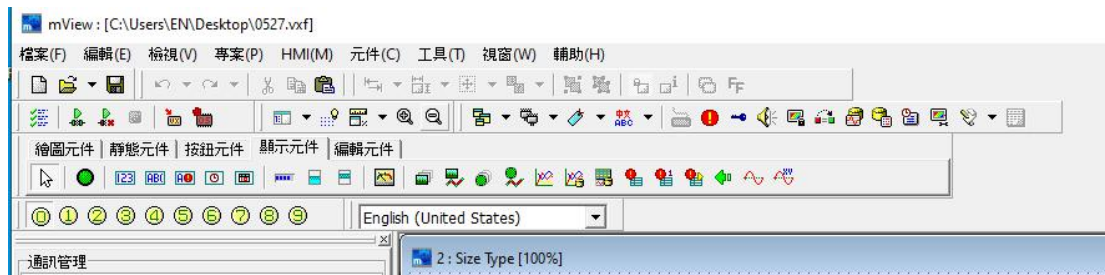 mView : [C:\Users\EN\Desktop\0527.vxf]
檔案(F) 編輯(E) 檢視(V) 專案(P) HMI(M) 元件(C) 工具(T) 視窗(W) 輔助(H)
繪圖元件 靜態元件 按鈕元件 顯示元件 編輯元件
123 ABC
0 1 2 3 4 5 6 7 8 9 English (United States)
通訊管理
2 : Size Type [100%]